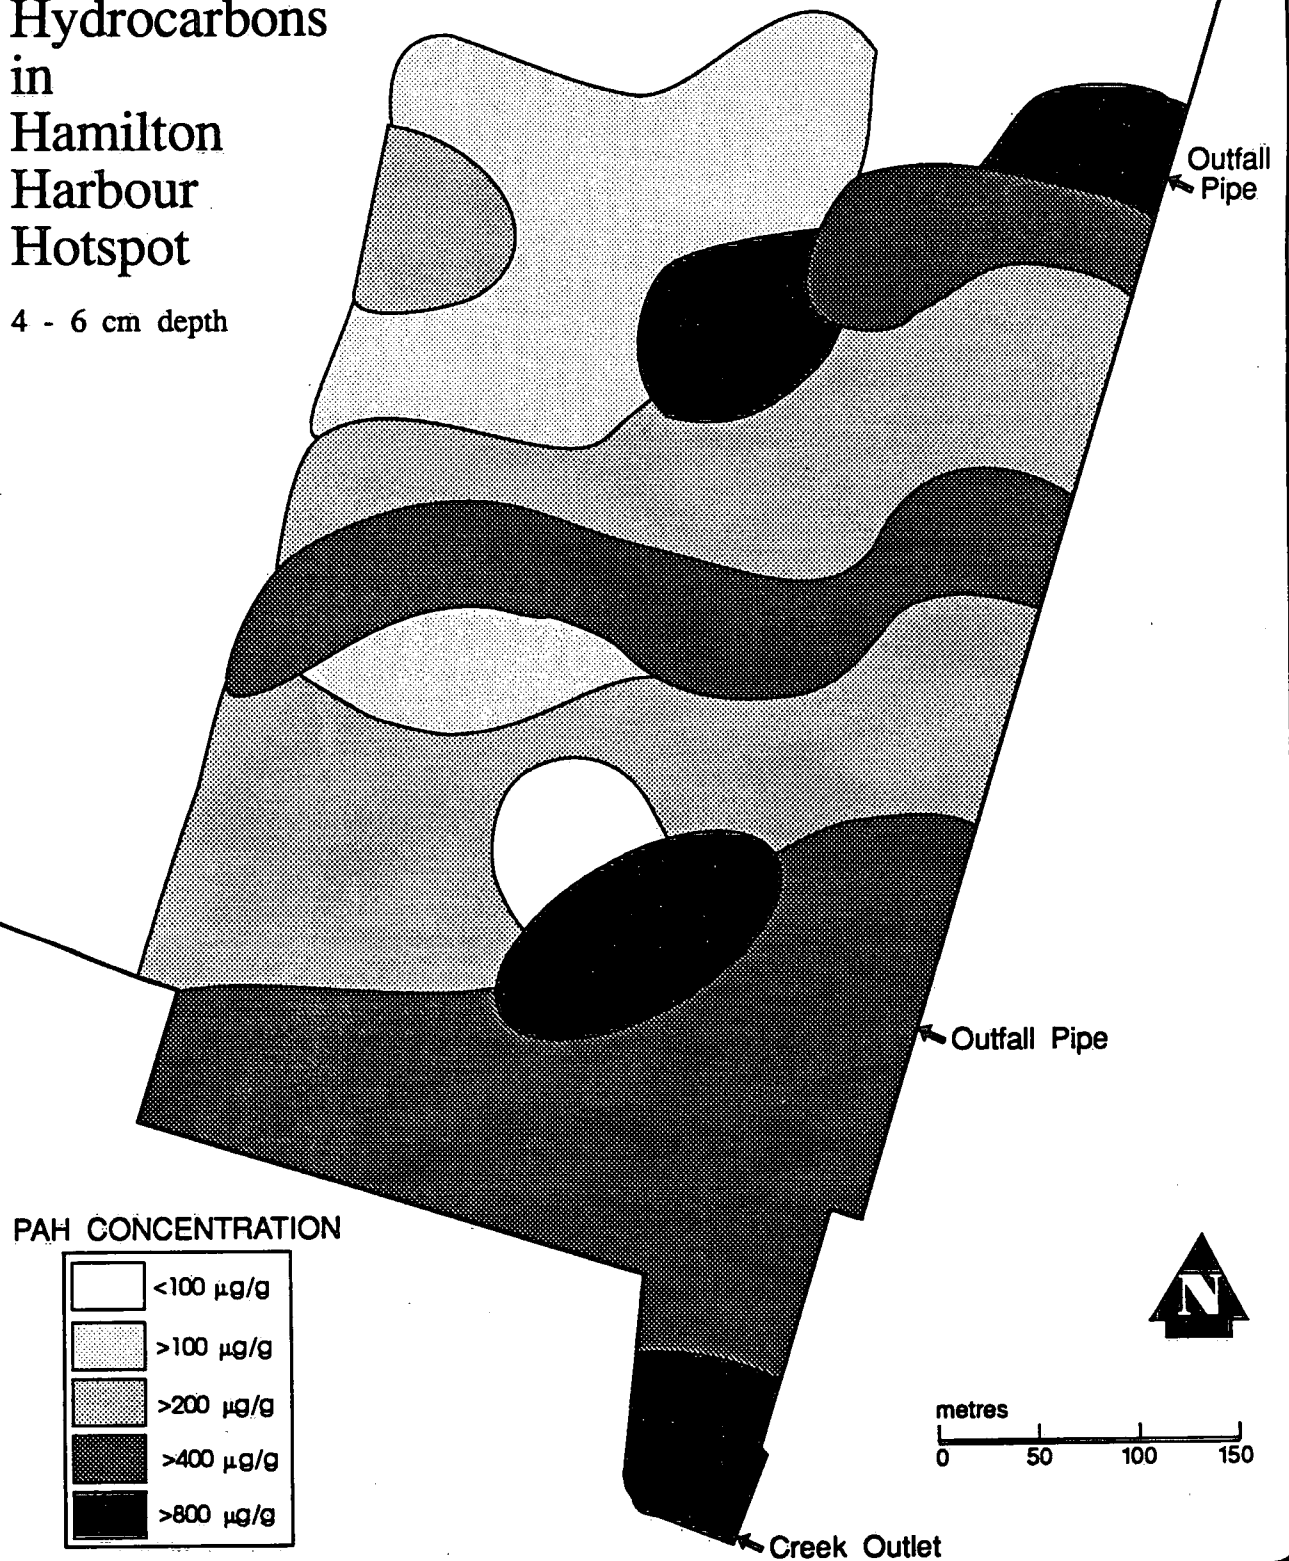 Hydrocarbons
in
Hamilton
Harbour
Hotspot
4 - 6 cm depth
Outfall
Pipe
Outfall Pipe
PAH CONCENTRATION
<100 µg/g
>100 µg/g
>200 µg/g
>400 µg/g
>800 µg/g
N
metres
0 50 100 150
Creek Outlet